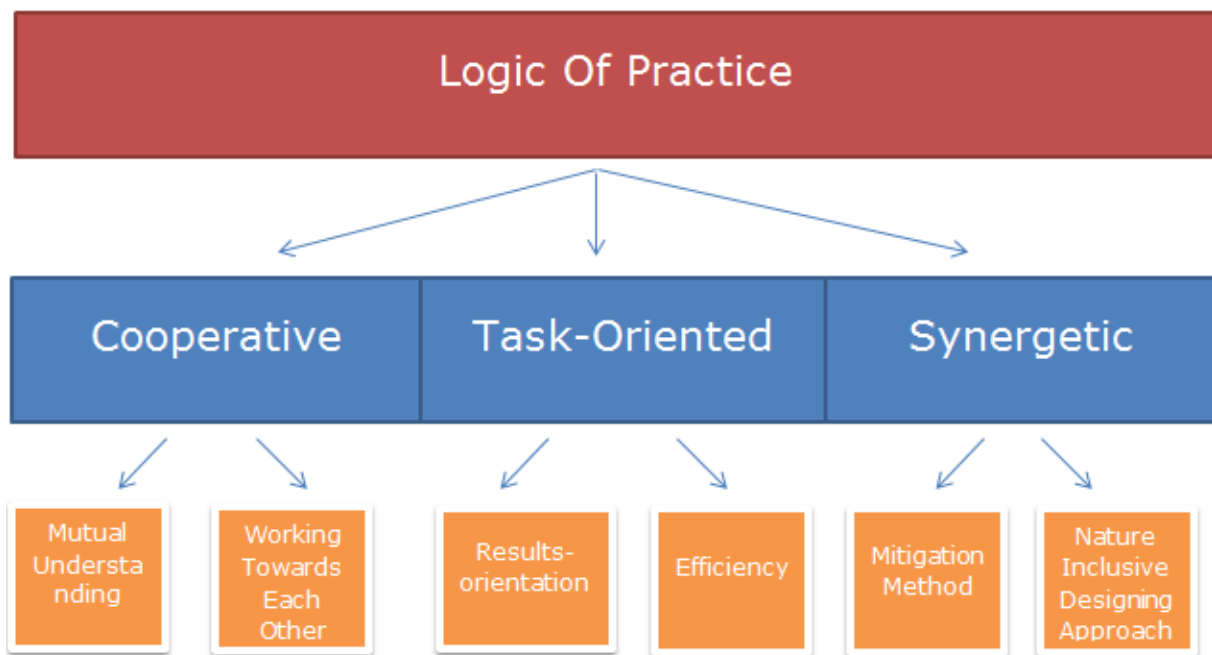 Logic Of Practice
Cooperative
Task-Oriented
Synergetic
Mutual
Understa
nding
Working
Towards
Each
Other
Results-
orientation
Efficiency
Mitigation
Method
Nature
Inclusive
Designing
Approach